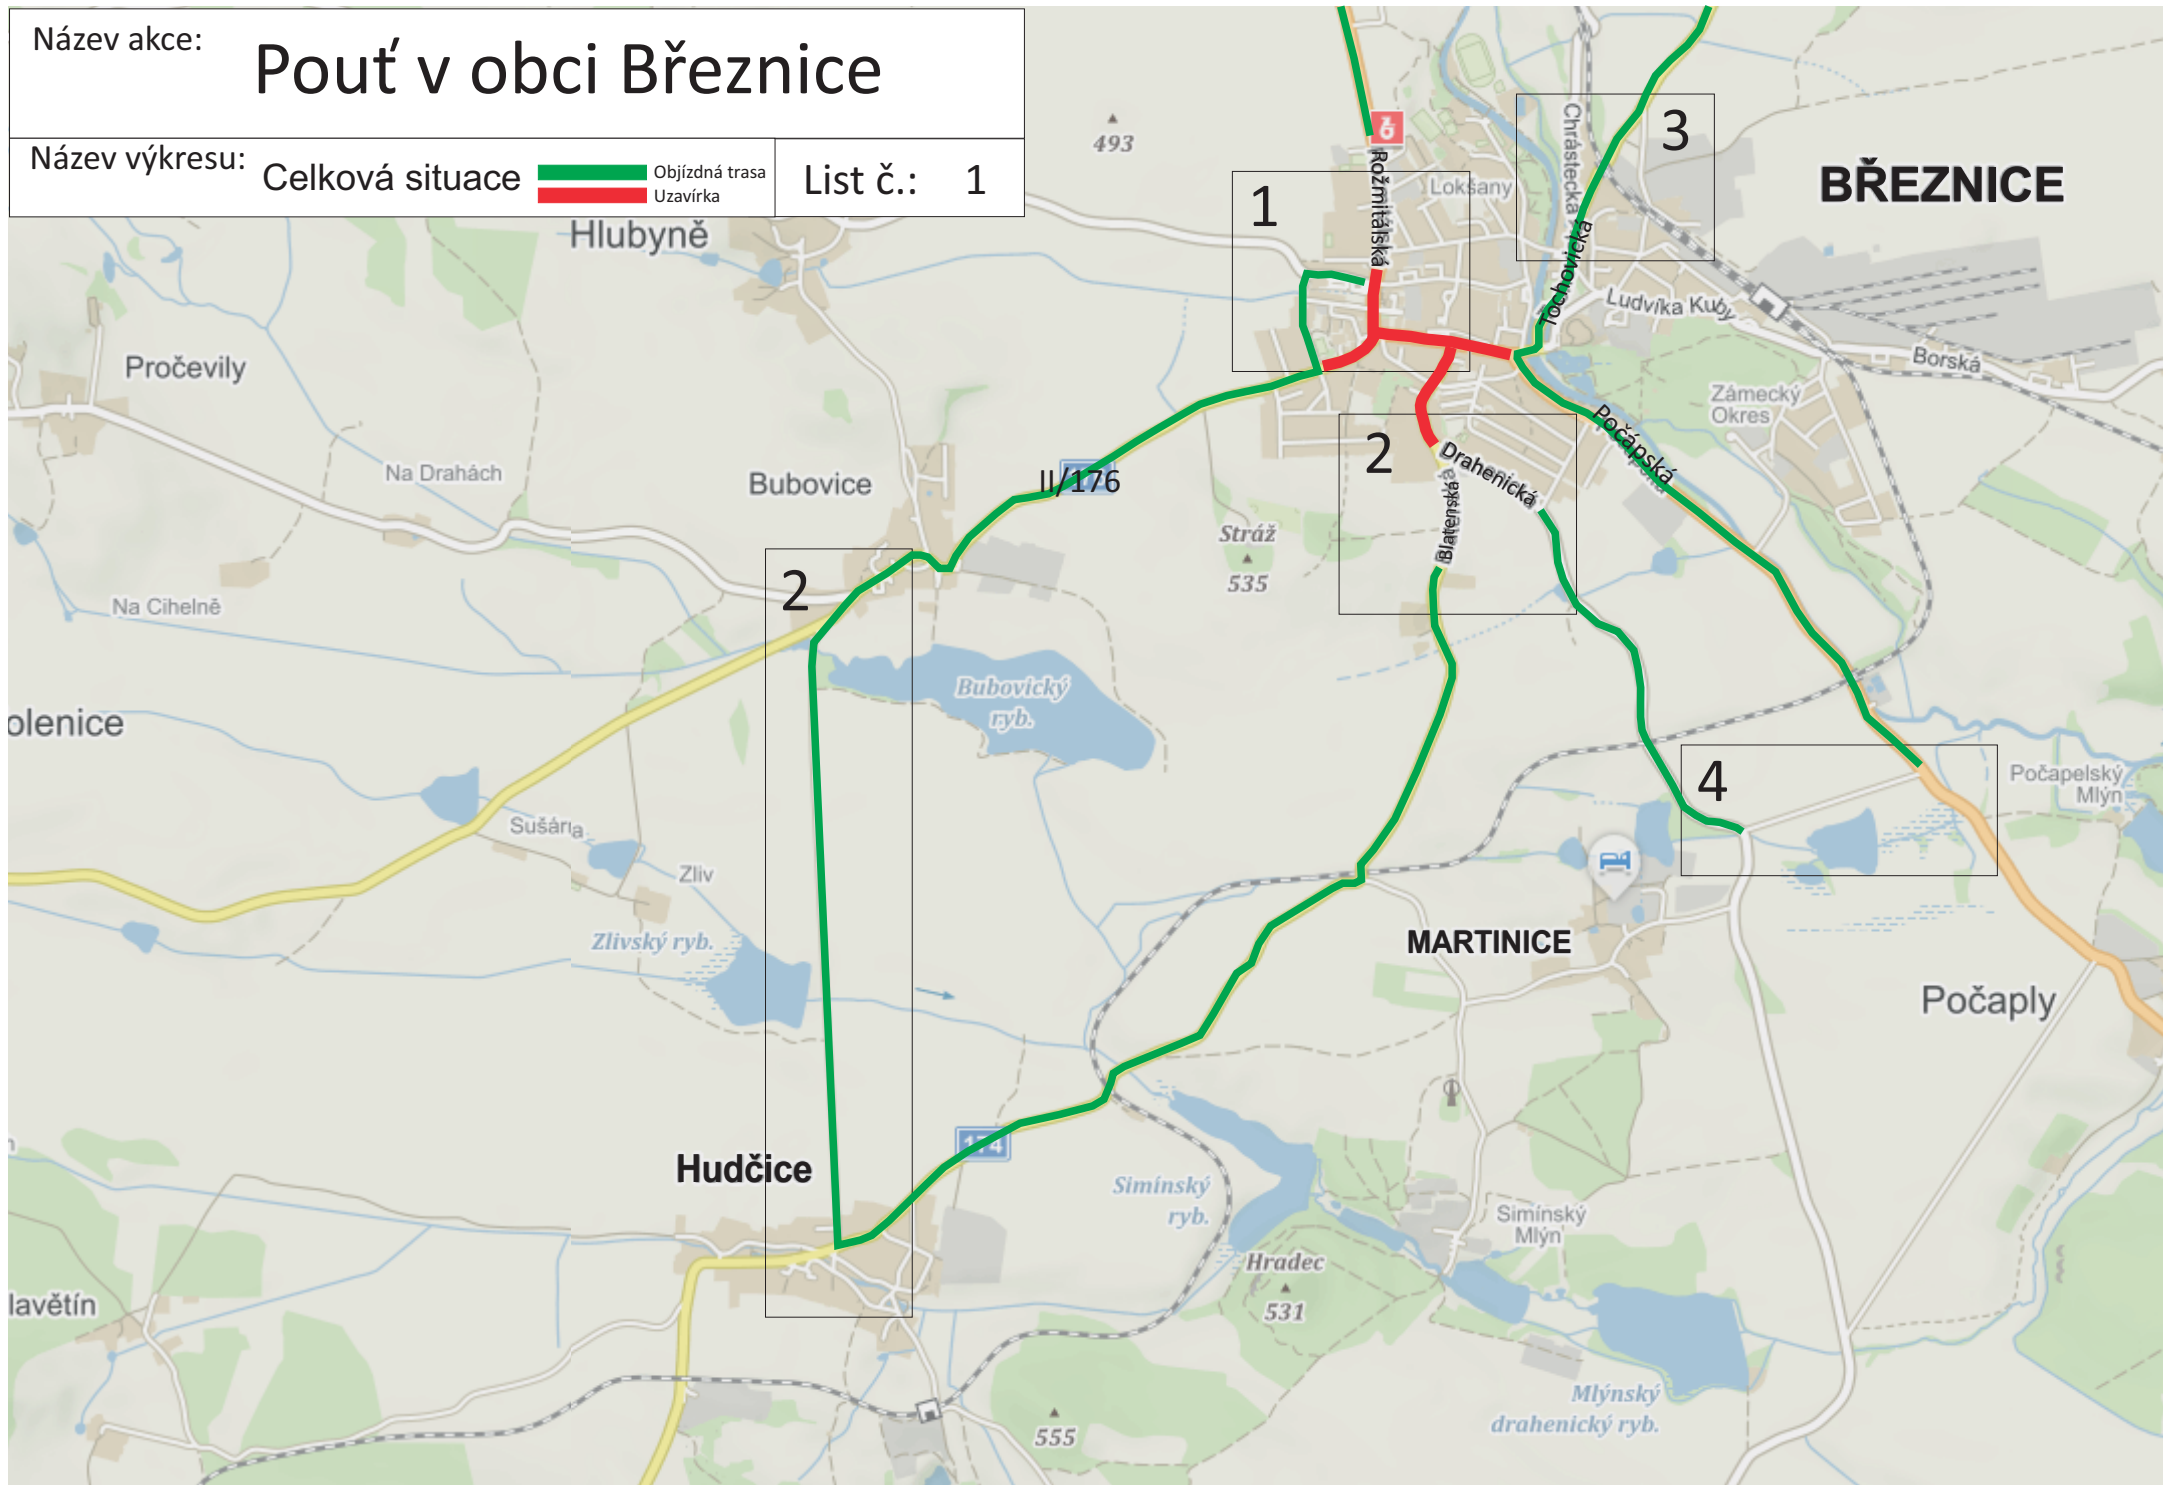 Název akce:
Pouť v obci Březnice
Název výkresu:
Celková situace
Objízdná trasa
Uzavírka
List č.: 1
493
Hlubyně
Rožmitálská
Lokšany
Chrástecká
3
BŘEZNICE
1
Tochovická
Ludvíka Kuby
Borská
Pročevily
Zámecký
Okres
Počápská
Na Drahách
Bubovice
II/176
2
Drahenická
Blatenská
Stráž
535
2
Na Cihelně
Bubovický
ryb.
olenice
4
Počapelský
Mlýn
Sušárna
Zliv
Zlivský ryb.
MARTINICE
Počaply
174
Hudčice
Simínský
ryb.
Simínský
Mlýn
Hradec
531
lavětín
Mlýnský
drahenický ryb.
555